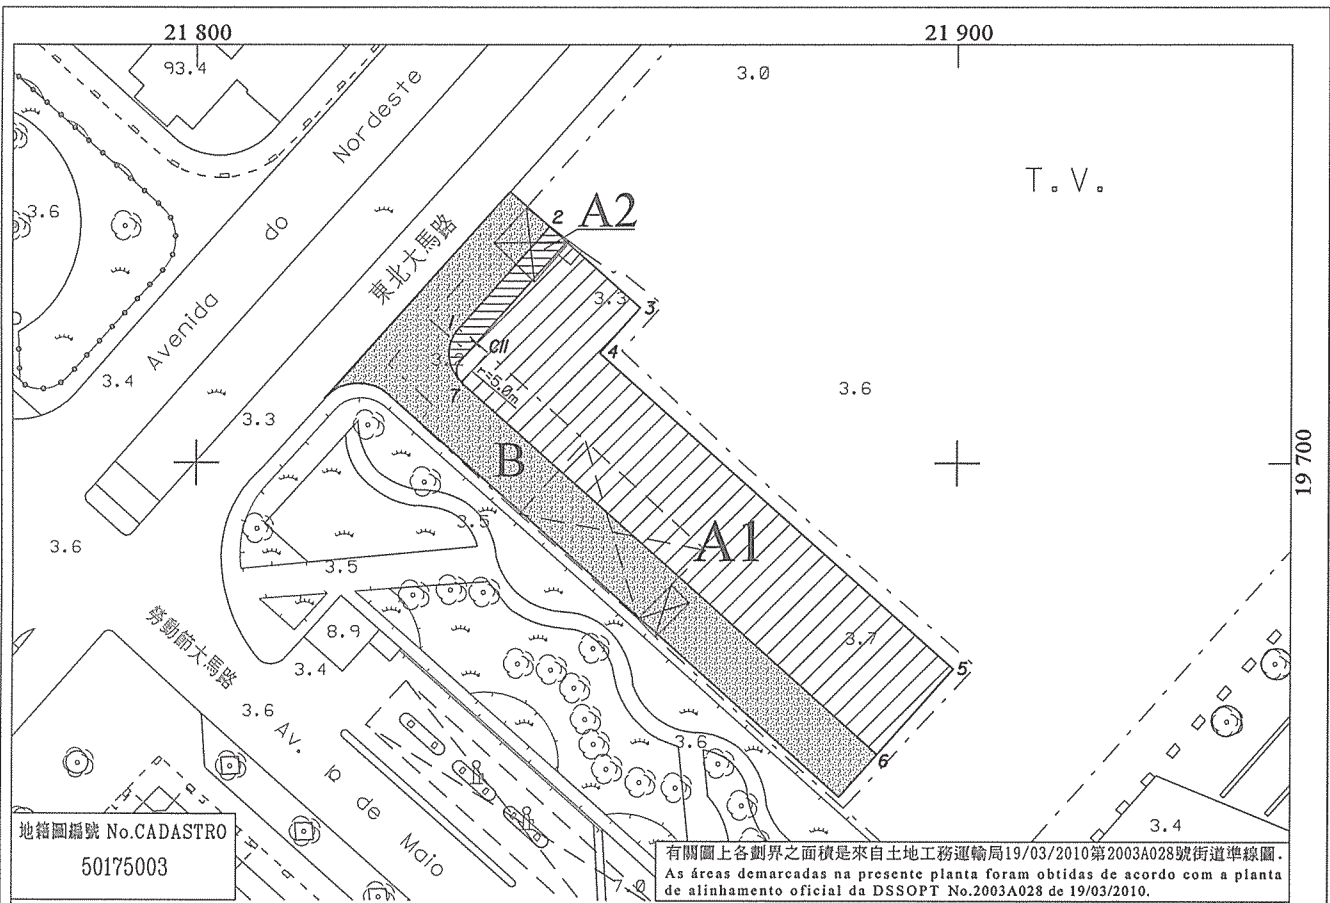 21 800
21 900
93.4
3.0
Avenida do Nordeste
東北大馬路
T.V.
3.6
2
A2
3.3
3
1
CII
3.2
4
r=5.0m
7
3.4
3.3
3.6
19 700
B
A1
3.5
3.6
3.5
勞動節大馬路
8.9
3.4
3.7
5
3.6
Av. 1o de Maio
3.6
6
3.4
7.0
地籍圖編號 No.CADASTRO
50175003
有關圖上各劃界之面積是來自土地工務運輸局19/03/2010第2003A028號街道準線圖.
As áreas demarcadas na presente planta foram obtidas de acordo com a planta
de alinhamento oficial da DSSOPT No.2003A028 de 19/03/2010.